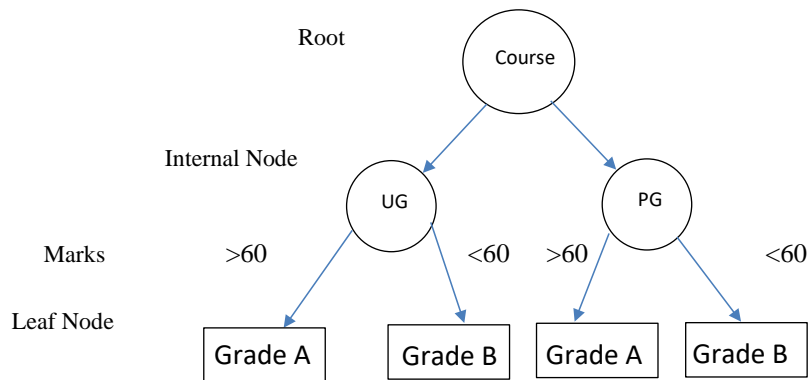 Root
Course
Internal Node
UG
PG
Marks
>60
<60
>60
<60
Leaf Node
Grade A
Grade B
Grade A
Grade B